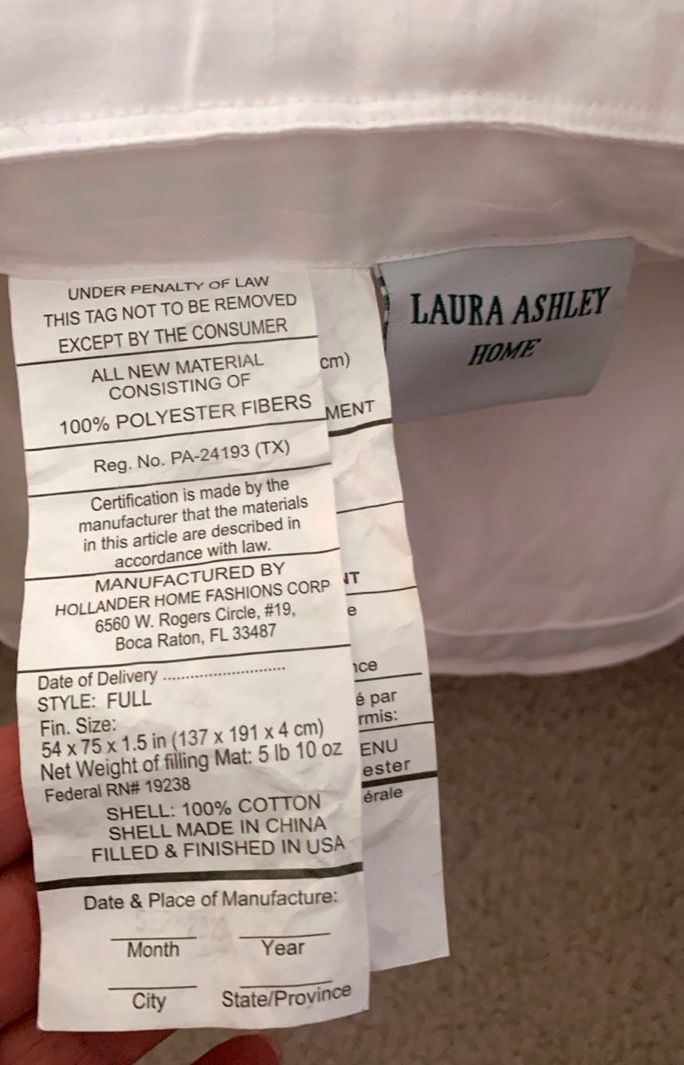 UNDER PENALTY OF LAW
THIS TAG NOT TO BE REMOVED
EXCEPT BY THE CONSUMER
ALL NEW MATERIAL
CONSISTING OF
100% POLYESTER FIBERS
Reg. No. PA-24193 (TX)
Certification is made by the
manufacturer that the materials
in this article are described in
accordance with law.
MANUFACTURED BY
HOLLANDER HOME FASHIONS CORP
6560 W. Rogers Circle, #19,
Boca Raton, FL 33487
Date of Delivery ............................
STYLE: FULL
Fin. Size:
54 x 75 x 1.5 in (137 x 191 x 4 cm)
Net Weight of filling Mat: 5 lb 10 oz
Federal RN# 19238
SHELL: 100% COTTON
SHELL MADE IN CHINA
FILLED & FINISHED IN USA
Date & Place of Manufacture:
Month Year
City State/Province
cm)
MENT
NT
e
nce
é par
rmis:
ENU
ester
érale
LAURA ASHLEY
HOME